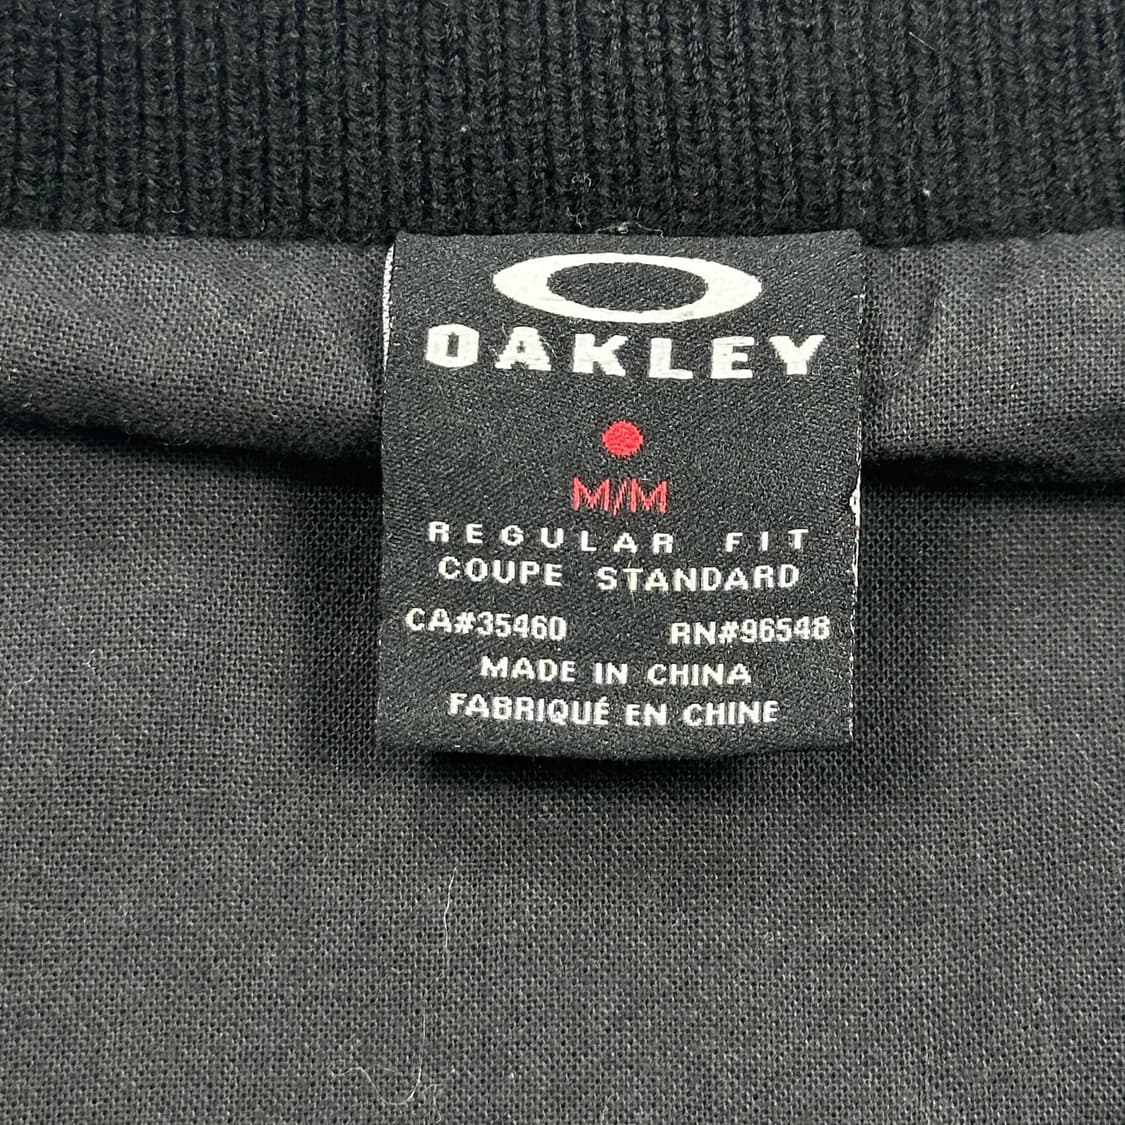 OAKLEY
M/M
REGULAR FIT
COUPE STANDARD
CA#35460 RN#96548
MADE IN CHINA
FABRIQUÉ EN CHINE